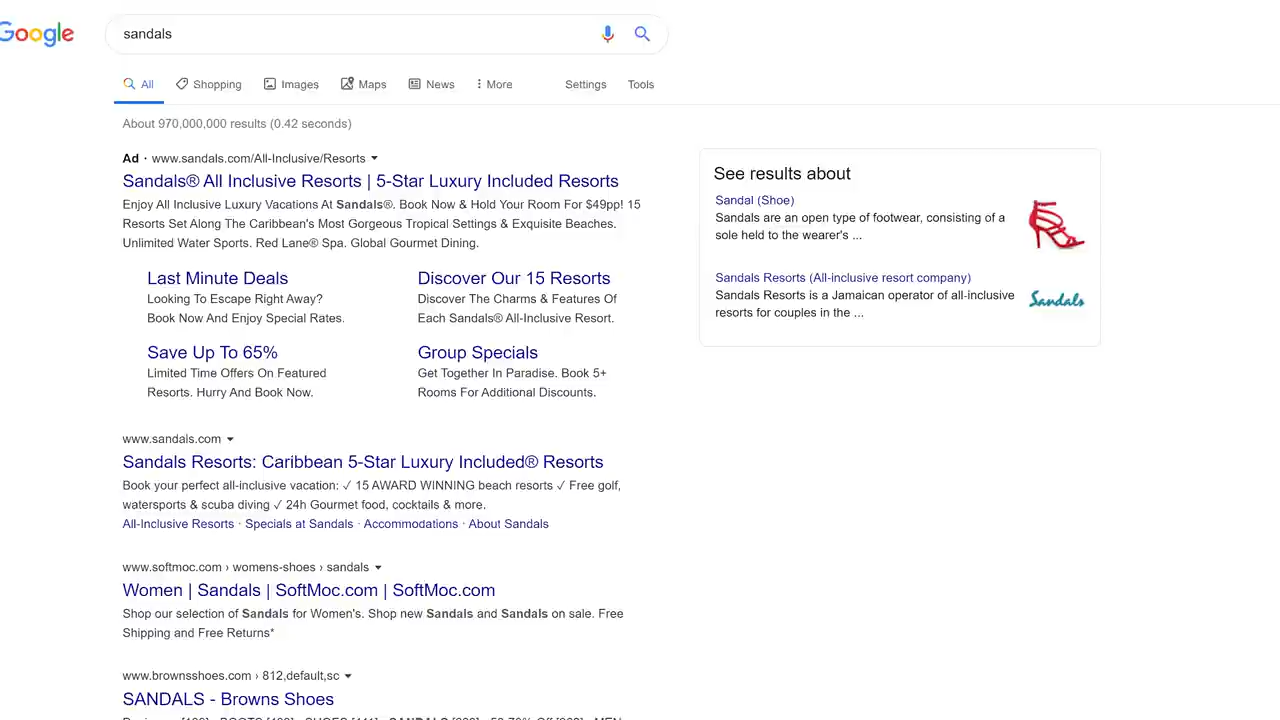 Google
sandals
All Shopping Images Maps News More Settings Tools
About 970,000,000 results (0.42 seconds)
Ad · www.sandals.com/All-Inclusive/Resorts
Sandals® All Inclusive Resorts | 5-Star Luxury Included Resorts
Enjoy All Inclusive Luxury Vacations At Sandals®. Book Now & Hold Your Room For $49pp! 15
Resorts Set Along The Caribbean's Most Gorgeous Tropical Settings & Exquisite Beaches.
Unlimited Water Sports. Red Lane® Spa. Global Gourmet Dining.
Last Minute Deals
Looking To Escape Right Away?
Book Now And Enjoy Special Rates.
Discover Our 15 Resorts
Discover The Charms & Features Of
Each Sandals® All-Inclusive Resort.
Save Up To 65%
Limited Time Offers On Featured
Resorts. Hurry And Book Now.
Group Specials
Get Together In Paradise. Book 5+
Rooms For Additional Discounts.
www.sandals.com
Sandals Resorts: Caribbean 5-Star Luxury Included® Resorts
Book your perfect all-inclusive vacation: ✓ 15 AWARD WINNING beach resorts ✓ Free golf,
watersports & scuba diving ✓ 24h Gourmet food, cocktails & more.
All-Inclusive Resorts · Specials at Sandals · Accommodations · About Sandals
www.softmoc.com › womens-shoes › sandals
Women | Sandals | SoftMoc.com | SoftMoc.com
Shop our selection of Sandals for Women's. Shop new Sandals and Sandals on sale. Free
Shipping and Free Returns*
www.brownsshoes.com › 812,default,sc
SANDALS - Browns Shoes
See results about
Sandal (Shoe)
Sandals are an open type of footwear, consisting of a
sole held to the wearer's ...
Sandals Resorts (All-inclusive resort company)
Sandals Resorts is a Jamaican operator of all-inclusive
resorts for couples in the ...
Sandals